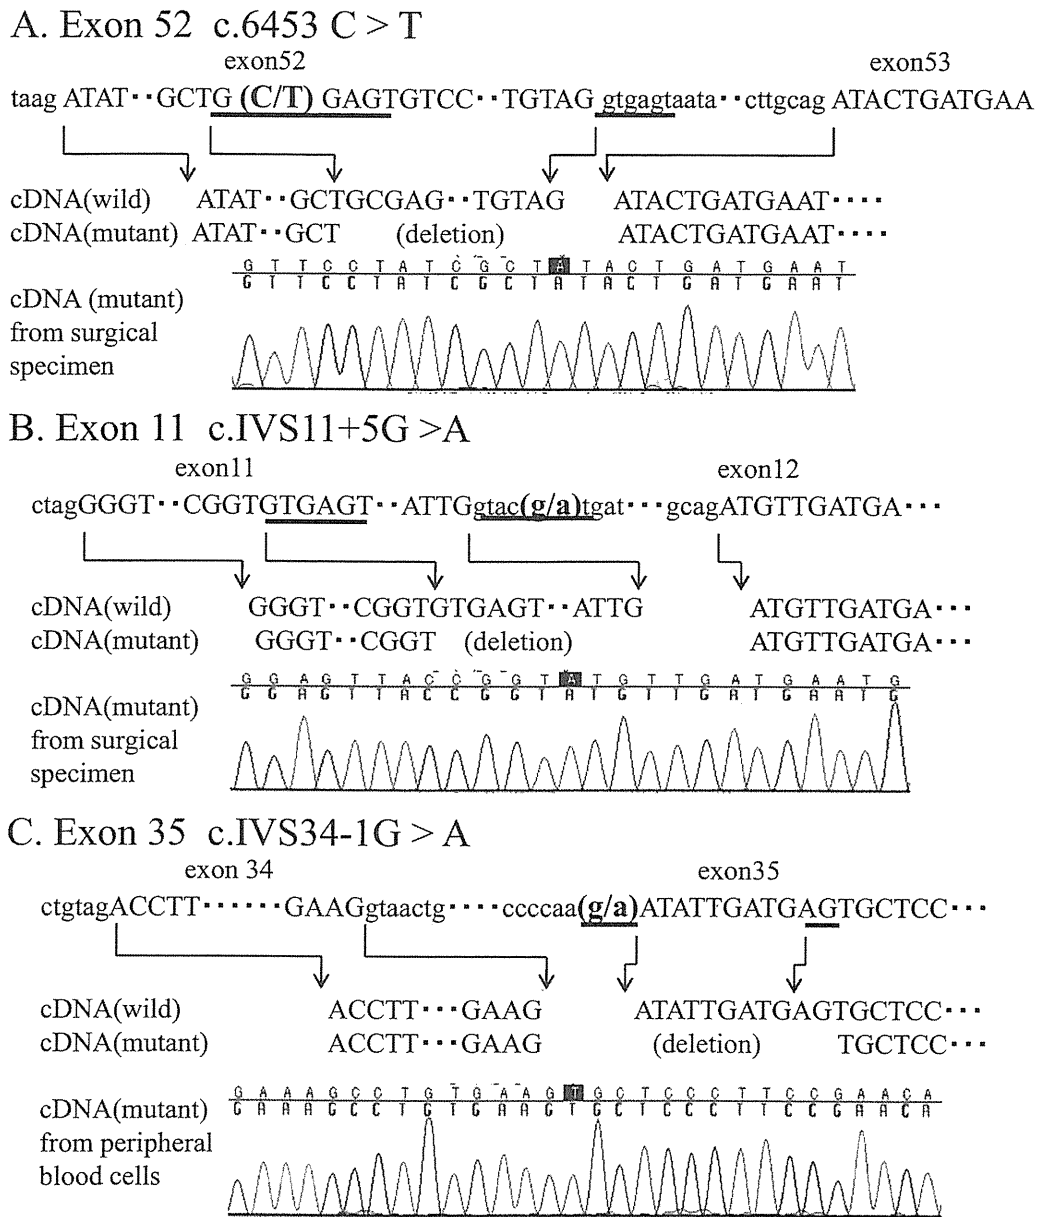 A. Exon 52 c.6453 C > T
exon52 exon53
taag ATAT··GCTG (C/T) GAGTGTCC··TGTAG gtgagtaata··cttgcag ATACTGATGAA
cDNA(wild) ATAT··GCTGCGAG··TGTAG ATACTGATGAAT····
cDNA(mutant) ATAT··GCT (deletion) ATACTGATGAAT····
G T T C C T A T C G C T A T A C T G A T G A A T
G T T C C T A T C G C T A T A C T G A T G A A T
cDNA (mutant)
from surgical
specimen
B. Exon 11 c.IVS11+5G >A
exon11 exon12
ctagGGGT··CGGTGTGAGT··ATTGgtac(g/a)tgat···gcagATGTTGATGA···
cDNA(wild) GGGT··CGGTGTGAGT··ATTG ATGTTGATGA···
cDNA(mutant) GGGT··CGGT (deletion) ATGTTGATGA···
G G A G T T A C C G G T A T G T T G A T G A A T G
G G A G T T A C C G G T A T G T T G A T G A A T G
cDNA(mutant)
from surgical
specimen
C. Exon 35 c.IVS34-1G > A
exon 34 exon35
ctgtagACCTT······GAAGgtaactg····ccccaa(g/a)ATATTGATGAGTGCTCC···
cDNA(wild) ACCTT···GAAG ATATTGATGAGTGCTCC···
cDNA(mutant) ACCTT···GAAG (deletion) TGCTCC···
G A A A G C C T G T G A A G T G C T C C C T T C C G A A C A
G A A A G C C T G T G A A G T G C T C C C T T C C G A A C A
cDNA(mutant)
from peripheral
blood cells